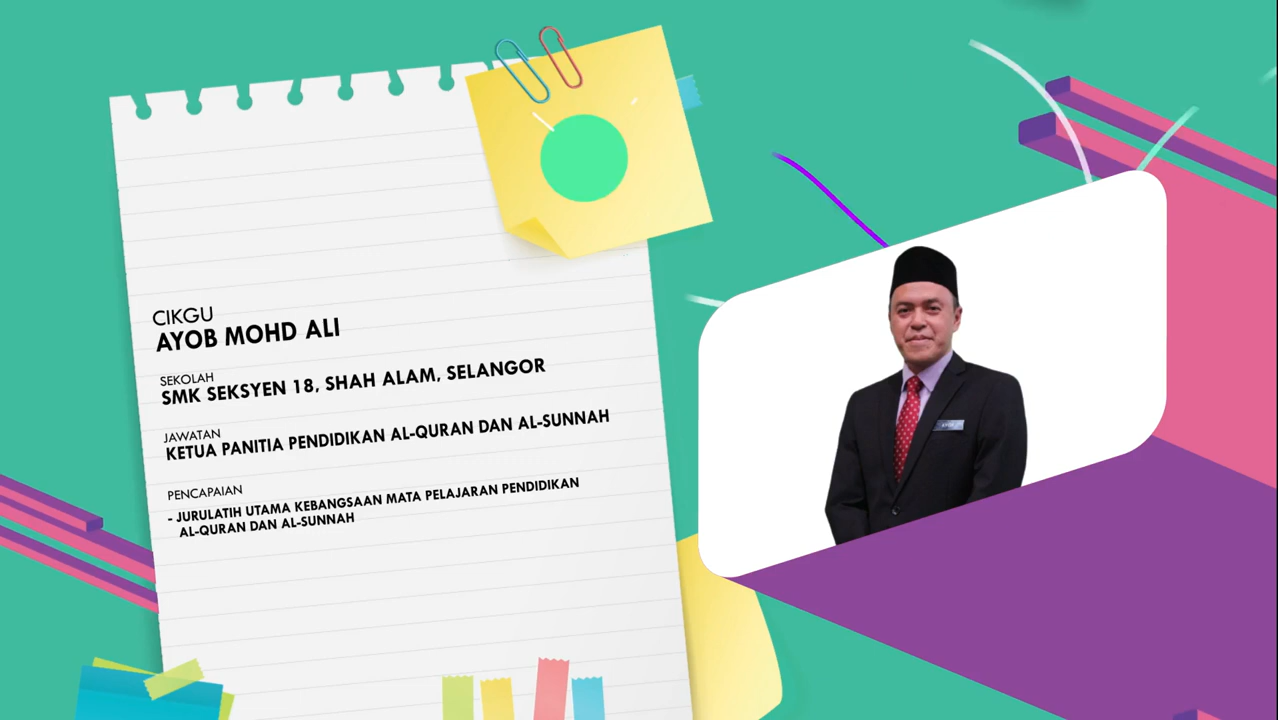 CIKGU
AYOB MOHD ALI
SEKOLAH
SMK SEKSYEN 18, SHAH ALAM, SELANGOR
JAWATAN
KETUA PANITIA PENDIDIKAN AL-QURAN DAN AL-SUNNAH
PENCAPAIAN
- JURULATIH UTAMA KEBANGSAAN MATA PELAJARAN PENDIDIKAN
AL-QURAN DAN AL-SUNNAH